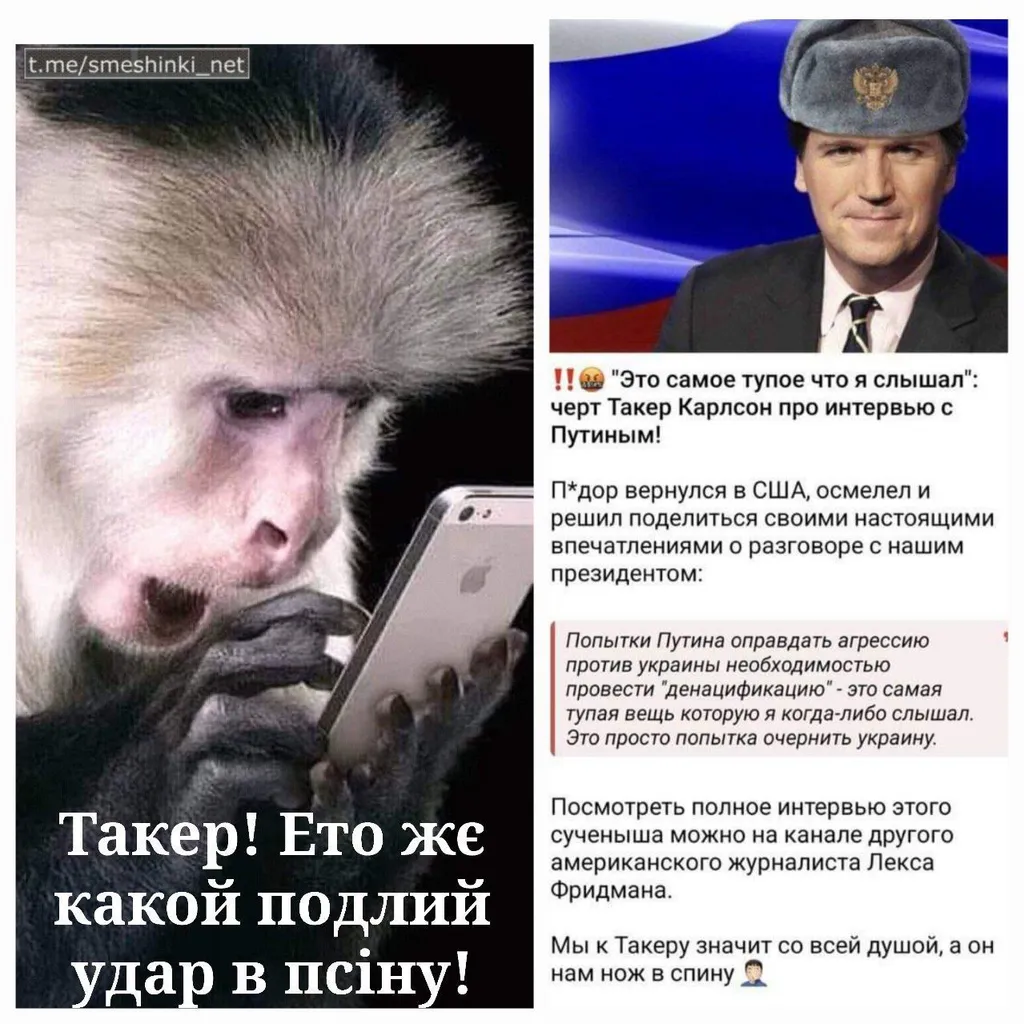 t.me/smeshinki_net
Такер! Ето жє
какой подлий
удар в псіну!
‼️🤬 "Это самое тупое что я слышал":
черт Такер Карлсон про интервью с
Путиным!
П*дор вернулся в США, осмелел и
решил поделиться своими настоящими
впечатлениями о разговоре с нашим
президентом:
Попытки Путина оправдать агрессию
против украины необходимостью
провести "денацификацию" - это самая
тупая вещь которую я когда-либо слышал.
Это просто попытка очернить украину.
Посмотреть полное интервью этого
сученыша можно на канале другого
американского журналиста Лекса
Фридмана.
Мы к Такеру значит со всей душой, а он
нам нож в спину 🤦🏻‍♂️